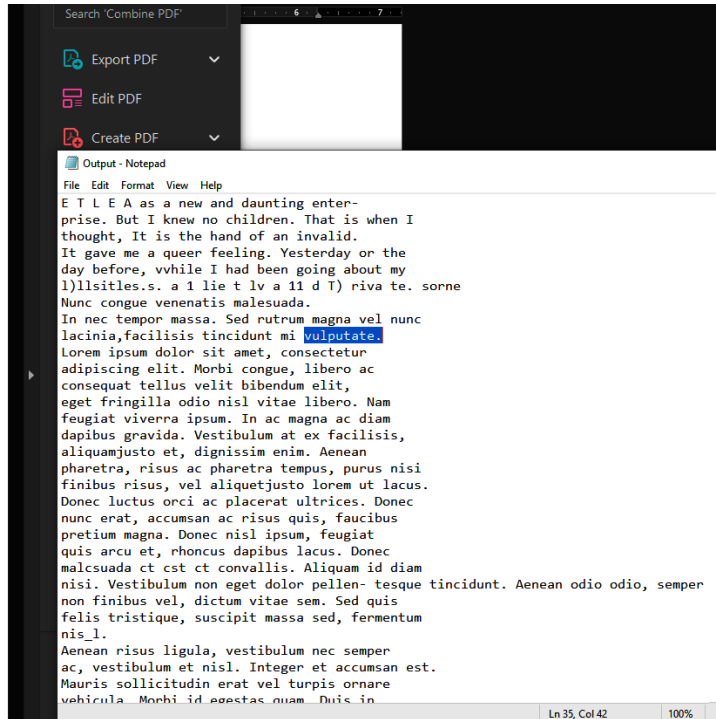 Search 'Combine PDF'
6 7
Export PDF
Edit PDF
Create PDF
Output - Notepad
File Edit Format View Help
E T L E A as a new and daunting enter-
prise. But I knew no children. That is when I
thought, It is the hand of an invalid.
It gave me a queer feeling. Yesterday or the
day before, vvhile I had been going about my
l)llsitles.s. a 1 lie t lv a 11 d T) riva te. sorne
Nunc congue venenatis malesuada.
In nec tempor massa. Sed rutrum magna vel nunc
lacinia,facilisis tincidunt mi vulputate.
Lorem ipsum dolor sit amet, consectetur
adipiscing elit. Morbi congue, libero ac
consequat tellus velit bibendum elit,
eget fringilla odio nisl vitae libero. Nam
feugiat viverra ipsum. In ac magna ac diam
dapibus gravida. Vestibulum at ex facilisis,
aliquamjusto et, dignissim enim. Aenean
pharetra, risus ac pharetra tempus, purus nisi
finibus risus, vel aliquetjusto lorem ut lacus.
Donec luctus orci ac placerat ultrices. Donec
nunc erat, accumsan ac risus quis, faucibus
pretium magna. Donec nisl ipsum, feugiat
quis arcu et, rhoncus dapibus lacus. Donec
malcsuada ct cst ct convallis. Aliquam id diam
nisi. Vestibulum non eget dolor pellen- tesque tincidunt. Aenean odio odio, semper
non finibus vel, dictum vitae sem. Sed quis
felis tristique, suscipit massa sed, fermentum
nis_l.
Aenean risus ligula, vestibulum nec semper
ac, vestibulum et nisl. Integer et accumsan est.
Mauris sollicitudin erat vel turpis ornare
vehicula. Morbi id egestas quam. Duis in
Ln 35, Col 42 100%